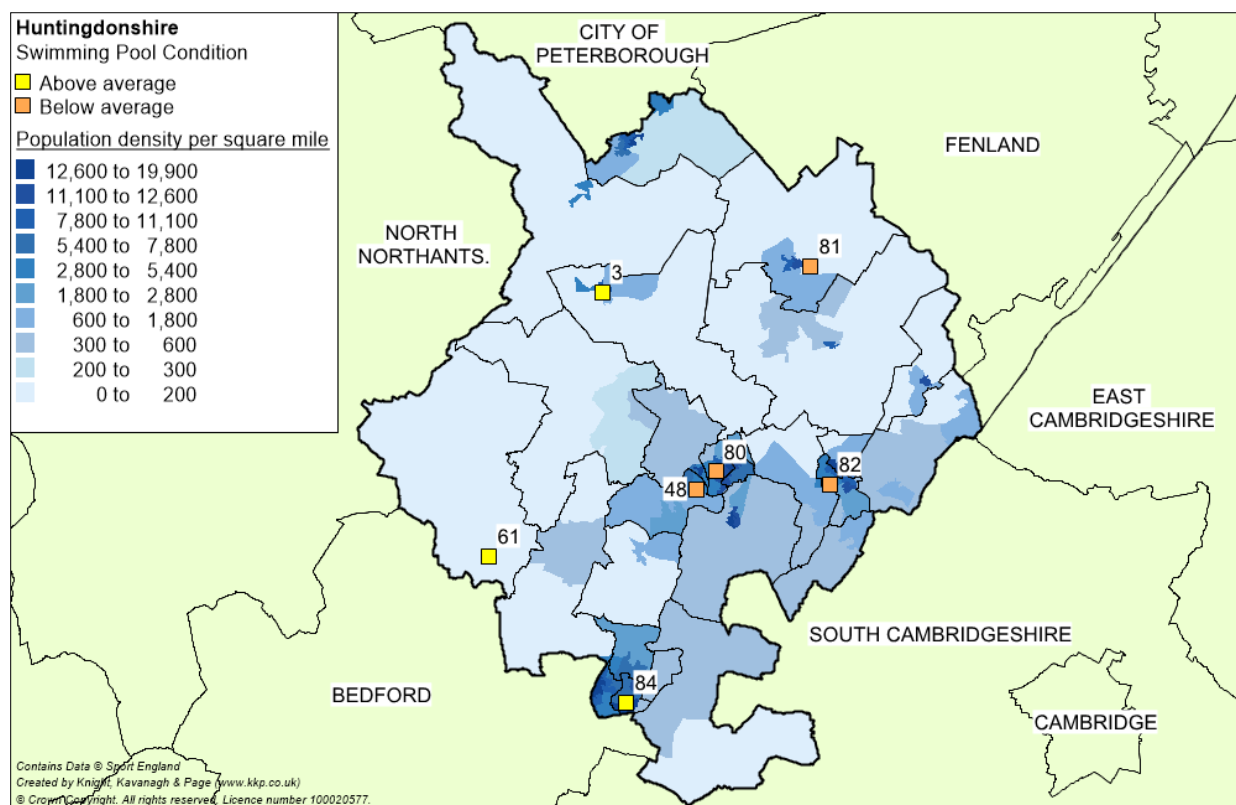 Huntingdonshire
Swimming Pool Condition
Above average
Below average
Population density per square mile
12,600 to 19,900
11,100 to 12,600
7,800 to 11,100
5,400 to 7,800
2,800 to 5,400
1,800 to 2,800
600 to 1,800
300 to 600
200 to 300
0 to 200
CITY OF
PETERBOROUGH
FENLAND
NORTH
NORTHANTS.
81
3
EAST
CAMBRIDGESHIRE
80
82
48
61
SOUTH CAMBRIDGESHIRE
84
BEDFORD
CAMBRIDGE
Contains Data © Sport England
Created by Knight, Kavanagh & Page (www.kkp.co.uk)
© Crown Copyright. All rights reserved. Licence number 100020577.